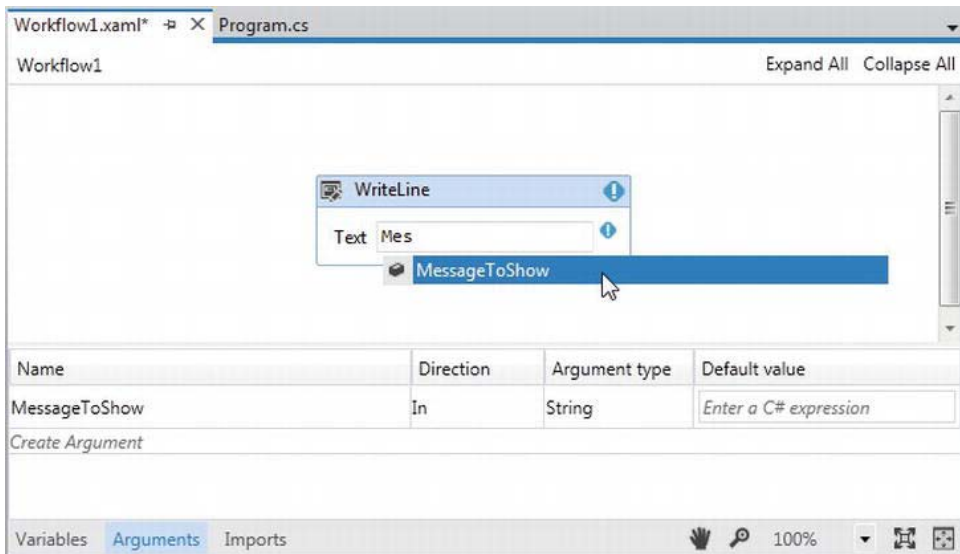 Workflow1.xaml* Program.cs
Workflow1 Expand All Collapse All
WriteLine
Text Mes
MessageToShow
Name Direction Argument type Default value
MessageToShow In String Enter a C# expression
Create Argument
Variables Arguments Imports 100%